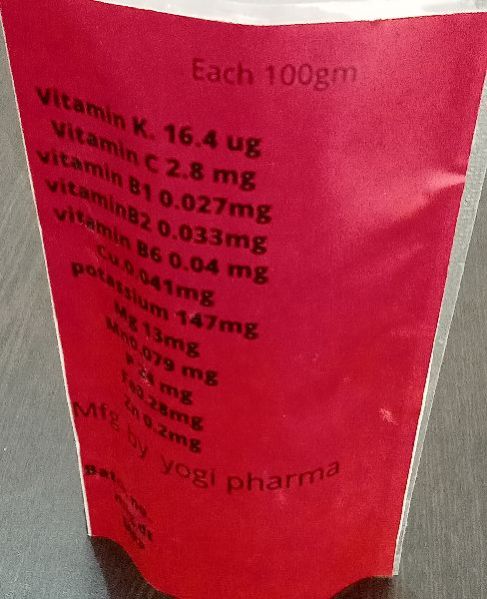 Each 100gm
Vitamin K. 16.4 ug
Vitamin C 2.8 mg
vitamin B1 0.027mg
vitaminB2 0.033mg
vitamin B6 0.04 mg
Cu.0.041mg
potassium 147mg
Mg 13mg
Mn0.079 mg
mg
0.28mg
Zn 0.2mg
Mfg by yogi pharma